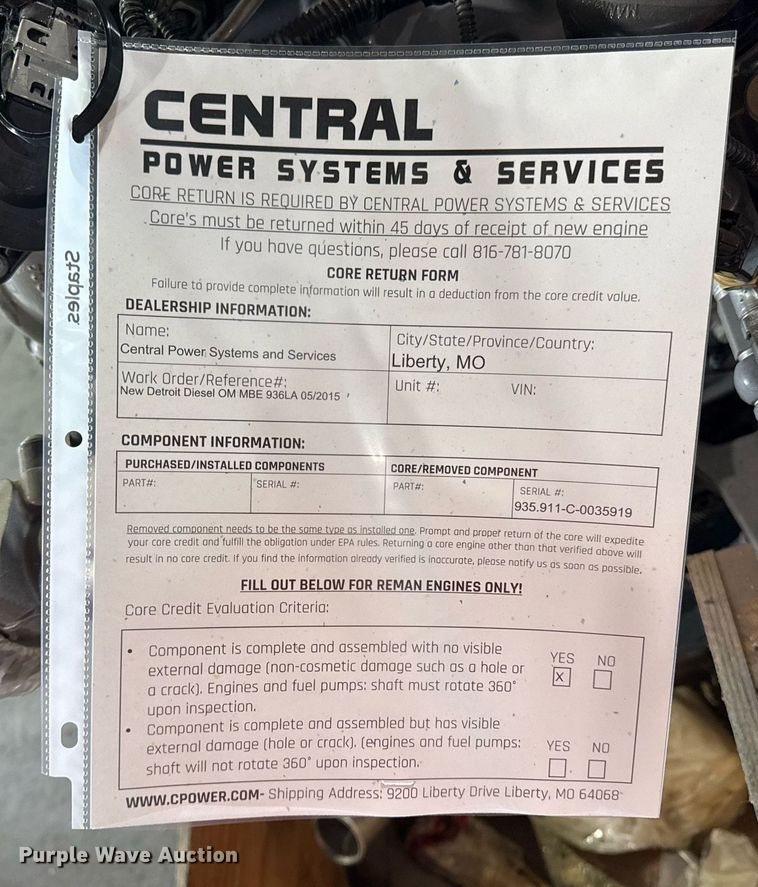 CENTRAL
POWER SYSTEMS & SERVICES
CORE RETURN IS REQUIRED BY CENTRAL POWER SYSTEMS & SERVICES
Core's must be returned within 45 days of receipt of new engine
If you have questions, please call 816-781-8070
CORE RETURN FORM
Failure to provide complete information will result in a deduction from the core credit value.
Staples
DEALERSHIP INFORMATION:
Name:
Central Power Systems and Services
City/State/Province/Country:
Liberty, MO
Work Order/Reference#:
New Detroit Diesel OM MBE 936LA 05/2015
Unit #: VIN:
COMPONENT INFORMATION:
PURCHASED/INSTALLED COMPONENTS
CORE/REMOVED COMPONENT
PART#: SERIAL #: PART#: SERIAL #:
935.911-C-0035919
Removed component needs to be the same type as installed one. Prompt and proper return of the core will expedite
your core credit and fulfill the obligation under EPA rules. Returning a core engine other than that verified above will
result in no core credit. If you find the information already verified is inaccurate, please notify us as soon as possible.
FILL OUT BELOW FOR REMAN ENGINES ONLY!
Core Credit Evaluation Criteria:
• Component is complete and assembled with no visible
external damage (non-cosmetic damage such as a hole or
a crack). Engines and fuel pumps: shaft must rotate 360°
upon inspection.
YES NO
X
• Component is complete and assembled but has visible
external damage (hole or crack). (engines and fuel pumps:
shaft will not rotate 360° upon inspection.
YES NO
WWW.CPOWER.COM- Shipping Address: 9200 Liberty Drive Liberty, MO 64068
Purple Wave Auction